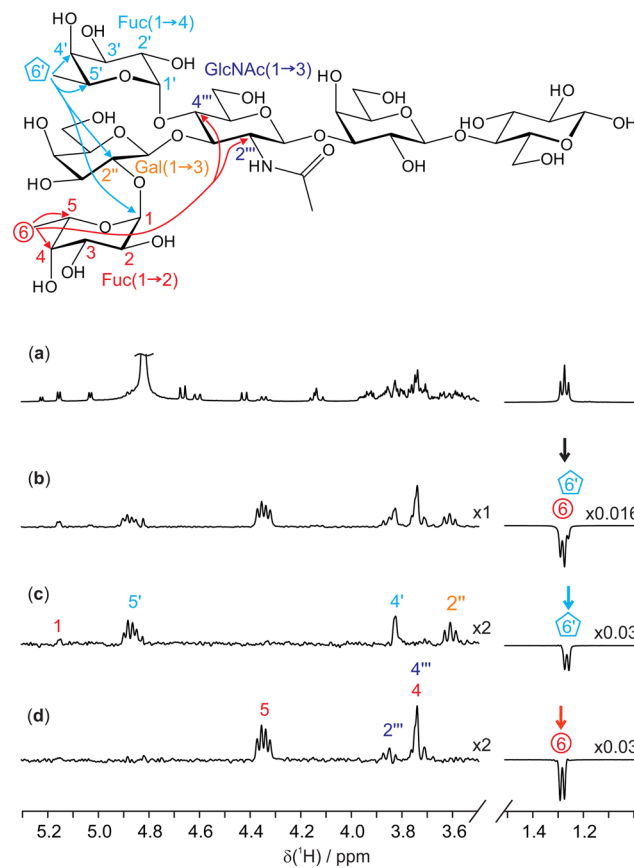 Fuc(1→4)
HO
OH
4'
3'
2'
OH
6'
5'
O
1'
OH
GlcNAc(1→3)
OH
O
4'''
HO
OH
OH
OH
HO
O
O
O
O
OH
HO
O
O
O
O
HO
O
HO
2''
Gal(1→3)
2'''
NH
O
OH
OH
O
5
O
1
6
4
3
2
OH
HO
OH
Fuc(1→2)
(a)
(b)
6'
6
x1
x0.016
(c)
1
5'
4'
2''
6'
x2
x0.03
(d)
5
2'''
4'''
4
6
x2
x0.03
5.2 5.0 4.8 4.6 4.4 4.2 4.0 3.8 3.6 1.4 1.2
δ(¹H) / ppm